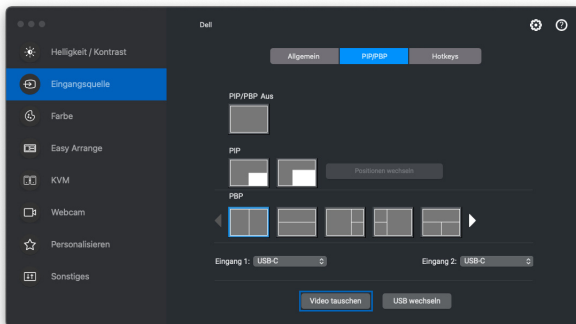 Dell
Helligkeit / Kontrast
Eingangsquelle
Farbe
Easy Arrange
KVM
Webcam
Personalisieren
Sonstiges
Allgemein
PIP/PBP
Hotkeys
PIP/PBP Aus
PIP
Positionen wechseln
PBP
Eingang 1: USB-C
Eingang 2: USB-C
Video tauschen
USB wechseln